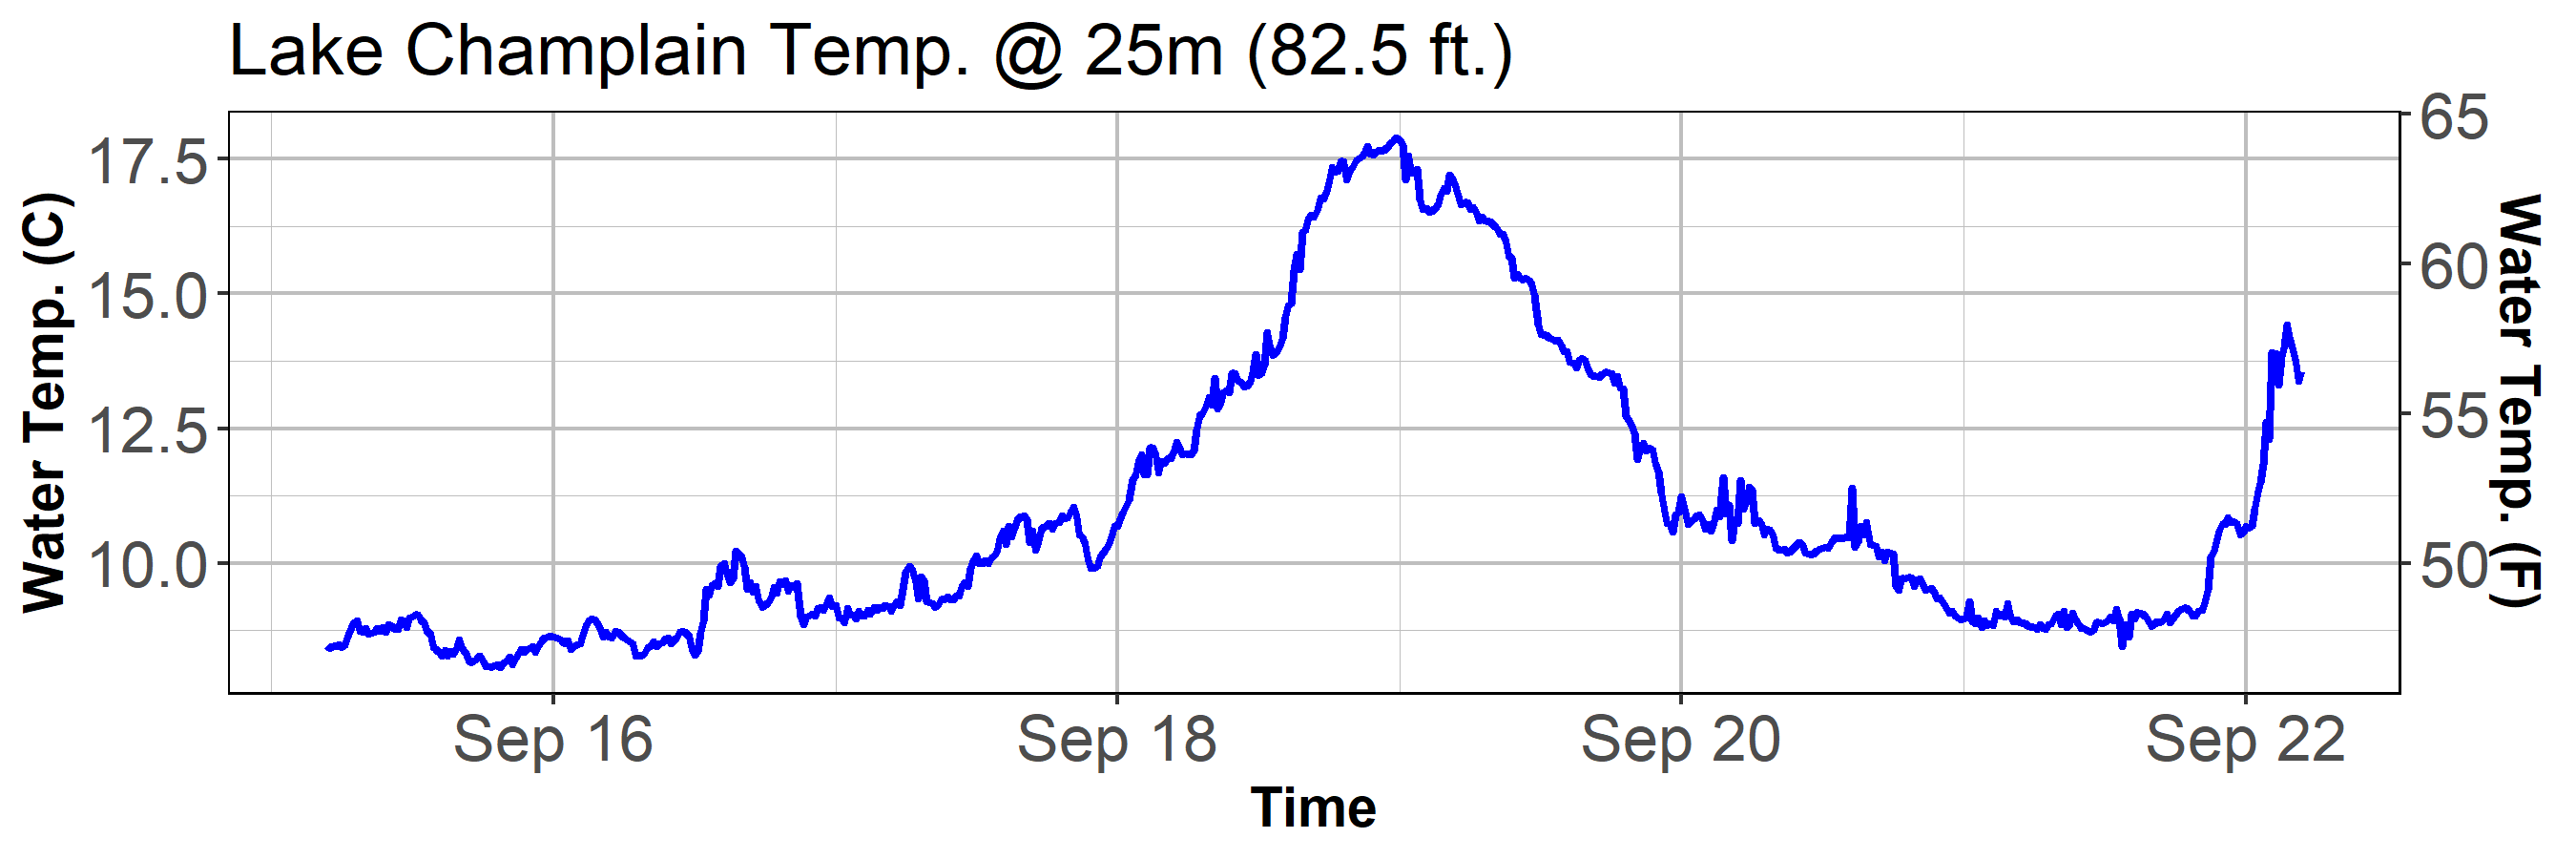 Lake Champlain Temp. @ 25m (82.5 ft.)
Water Temp. (C)
17.5
15.0
12.5
10.0
65
60
55
50
Water Temp. (F)
Sep 16
Sep 18
Sep 20
Sep 22
Time